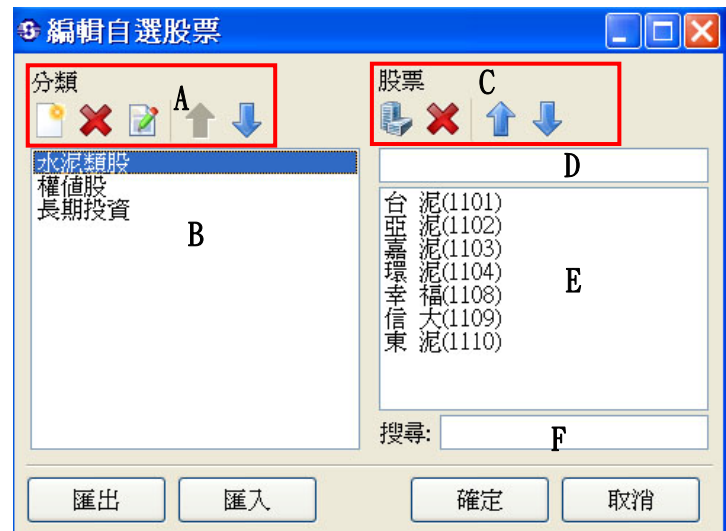 編輯自選股票
分類
A
股票
C
水泥類股
權值股
長期投資
B
D
台 泥(1101)
亞 泥(1102)
嘉 泥(1103)
環 泥(1104)
幸 福(1108)
信 大(1109)
東 泥(1110)
E
搜尋:
F
匯出
匯入
確定
取消